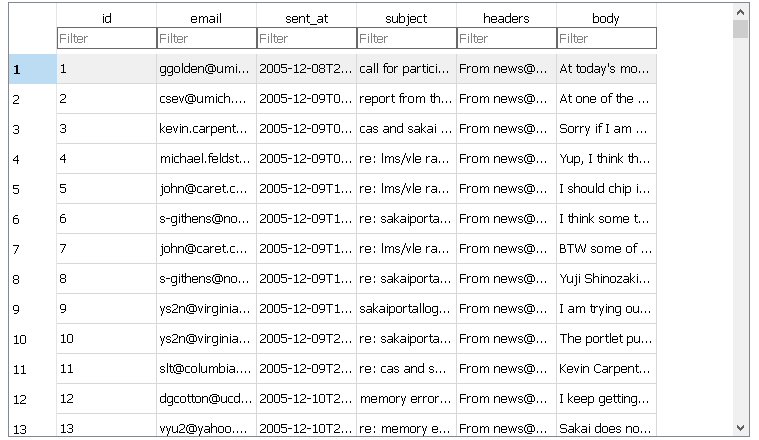 id email sent_at subject headers body
Filter Filter Filter Filter Filter Filter
1 1 ggolden@umi... 2005-12-08T2... call for partici... From news@... At today's mo...
2 2 csev@umich.... 2005-12-09T0... report from th... From news@... At one of the ...
3 3 kevin.carpent... 2005-12-09T0... cas and sakai ... From news@... Sorry if I am ...
4 4 michael.feldst... 2005-12-09T0... re: lms/vle ra... From news@... Yup, I think th...
5 5 john@caret.c... 2005-12-09T1... re: lms/vle ra... From news@... I should chip i...
6 6 s-githens@no... 2005-12-09T1... re: sakaiporta... From news@... I think some t...
7 7 john@caret.c... 2005-12-09T1... re: lms/vle ra... From news@... BTW some of ...
8 8 s-githens@no... 2005-12-09T1... re: sakaiporta... From news@... Yuji Shinozaki...
9 9 ys2n@virginia... 2005-12-09T1... sakaiportallog... From news@... I am trying ou...
10 10 ys2n@virginia... 2005-12-09T2... re: sakaiporta... From news@... The portlet pu...
11 11 slt@columbia.... 2005-12-09T2... re: cas and s... From news@... Kevin Carpent...
12 12 dgcotton@ucd... 2005-12-10T2... memory error... From news@... I keep getting...
13 13 vyu2@yahoo.... 2005-12-10T2... re: memory e... From news@... Sakai does no...